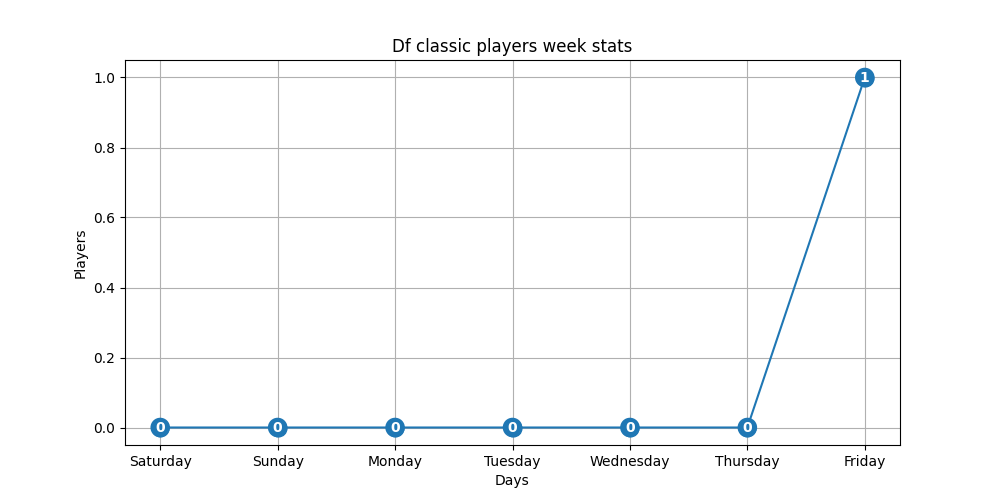 Df classic players week stats
1.0
0.8
0.6
0.4
0.2
0.0
Players
0 0 0 0 0 0 1
Saturday Sunday Monday Tuesday Wednesday Thursday Friday
Days